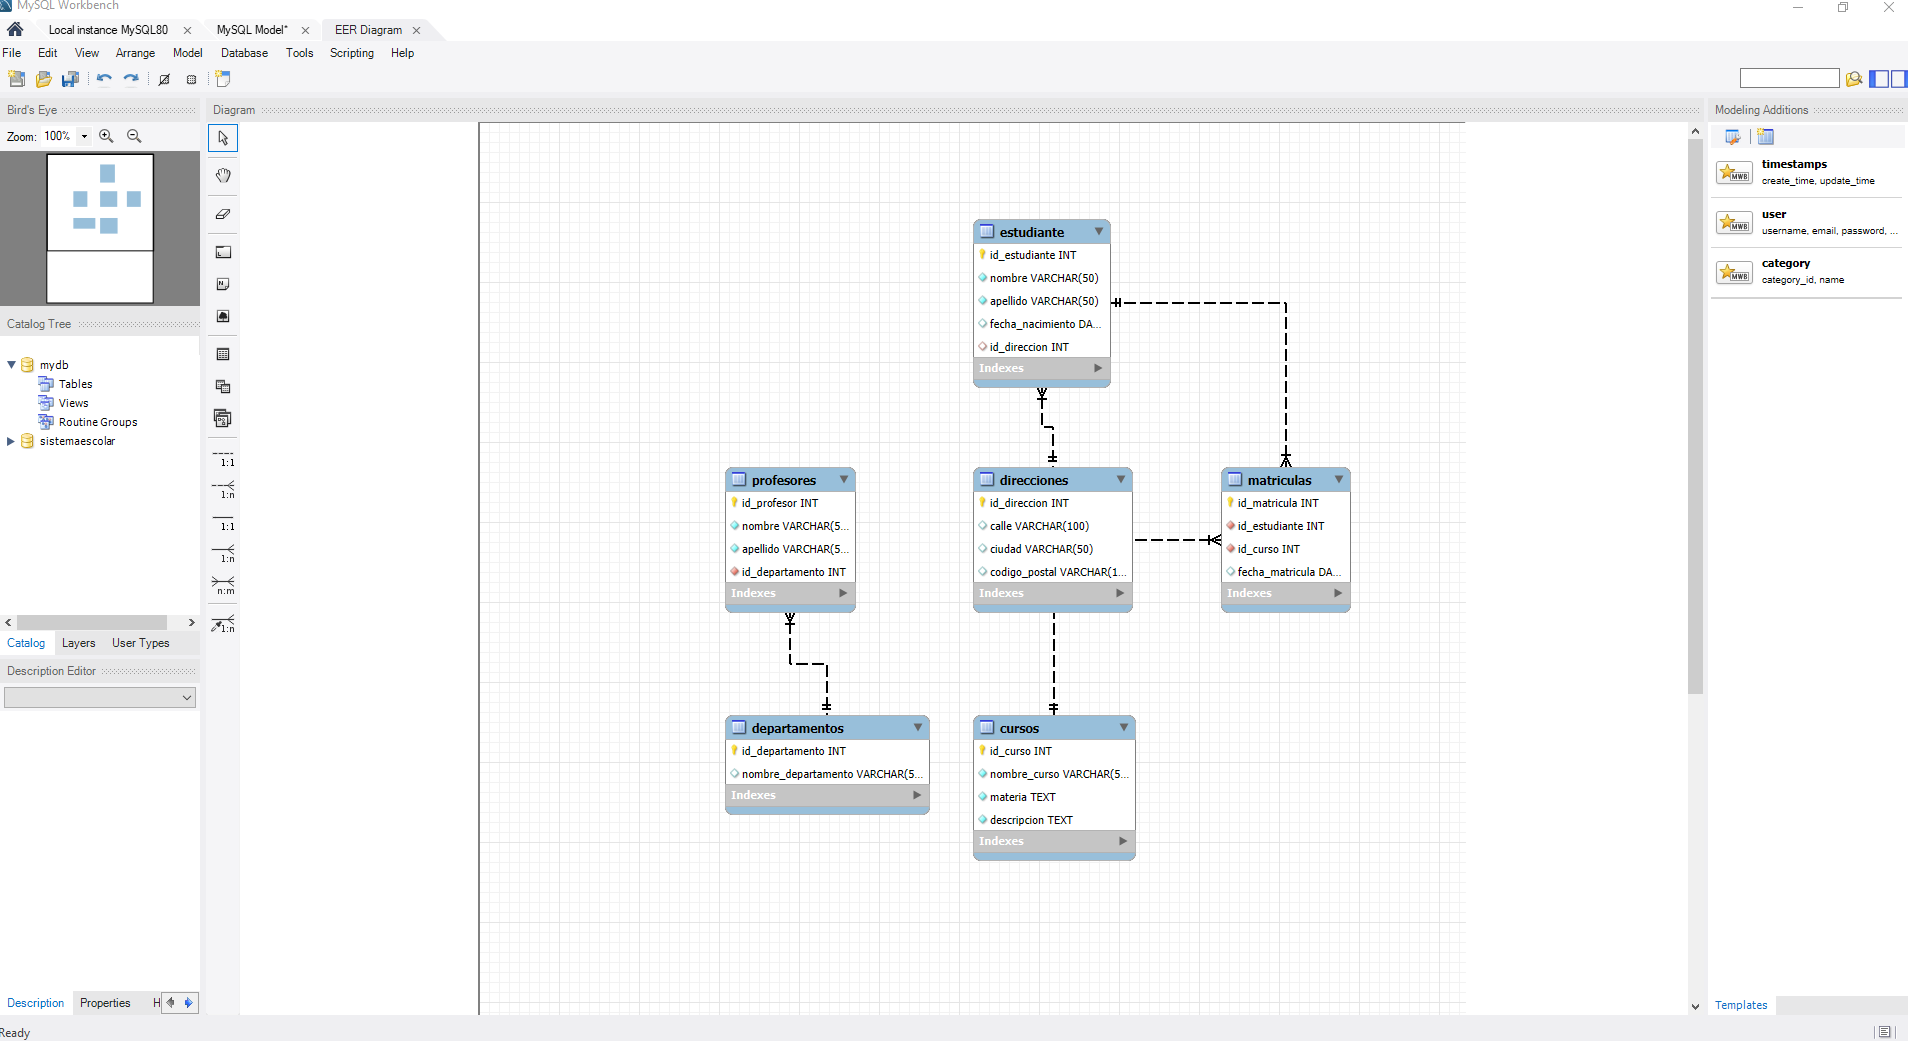 MySQL Workbench
Local instance MySQL80
MySQL Model*
EER Diagram
File Edit View Arrange Model Database Tools Scripting Help
Bird's Eye
Zoom: 100%
Catalog Tree
mydb
Tables
Views
Routine Groups
sistemaescolar
Catalog Layers User Types
Description Editor
Description Properties H
Ready
Diagram
1:1
1:n
1:1
1:n
n:m
1:n
estudiante
id_estudiante INT
nombre VARCHAR(50)
apellido VARCHAR(50)
fecha_nacimiento DA...
id_direccion INT
Indexes
profesores
id_profesor INT
nombre VARCHAR(5...
apellido VARCHAR(5...
id_departamento INT
Indexes
direcciones
id_direccion INT
calle VARCHAR(100)
ciudad VARCHAR(50)
codigo_postal VARCHAR(1...
Indexes
matriculas
id_matricula INT
id_estudiante INT
id_curso INT
fecha_matricula DA...
Indexes
departamentos
id_departamento INT
nombre_departamento VARCHAR(5...
Indexes
cursos
id_curso INT
nombre_curso VARCHAR(5...
materia TEXT
descripcion TEXT
Indexes
Modeling Additions
MWB
timestamps
create_time, update_time
MWB
user
username, email, password, ...
MWB
category
category_id, name
Templates